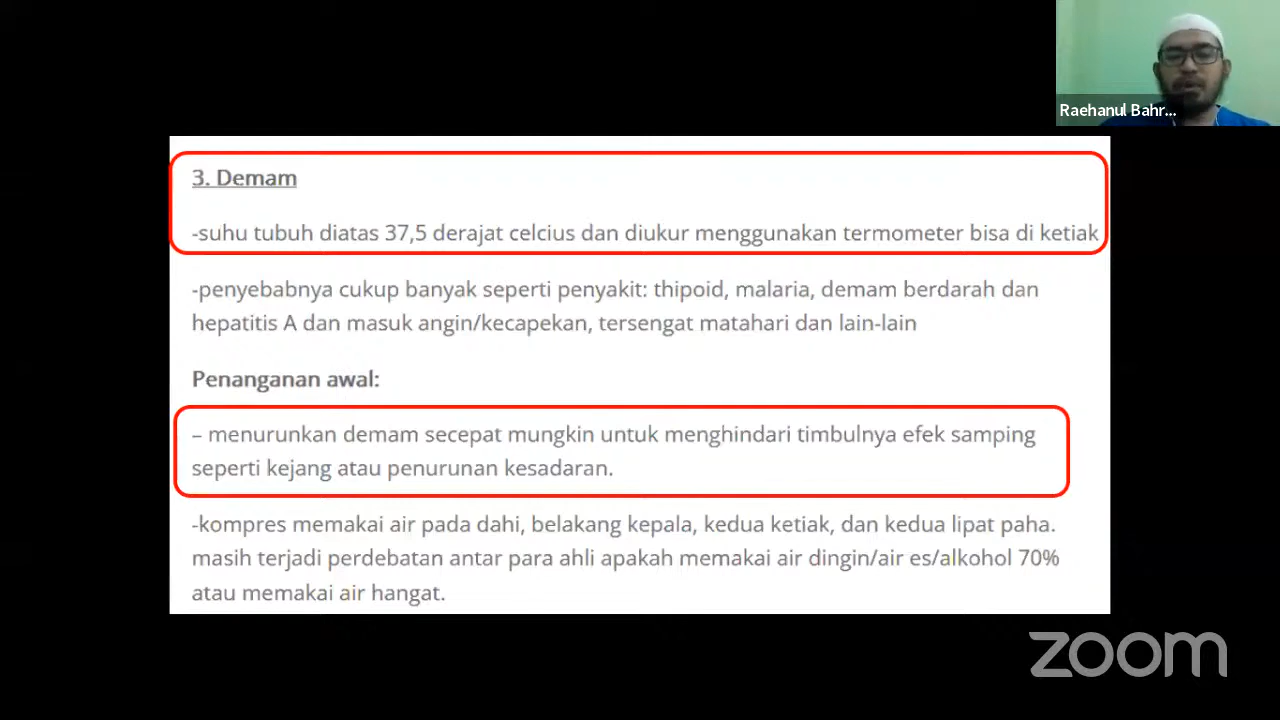 Raehanul Bahr...
3. Demam
-suhu tubuh diatas 37,5 derajat celcius dan diukur menggunakan termometer bisa di ketiak
-penyebabnya cukup banyak seperti penyakit: thipoid, malaria, demam berdarah dan
hepatitis A dan masuk angin/kecapekan, tersengat matahari dan lain-lain
Penanganan awal:
– menurunkan demam secepat mungkin untuk menghindari timbulnya efek samping
seperti kejang atau penurunan kesadaran.
-kompres memakai air pada dahi, belakang kepala, kedua ketiak, dan kedua lipat paha.
masih terjadi perdebatan antar para ahli apakah memakai air dingin/air es/alkohol 70%
atau memakai air hangat.
zoom